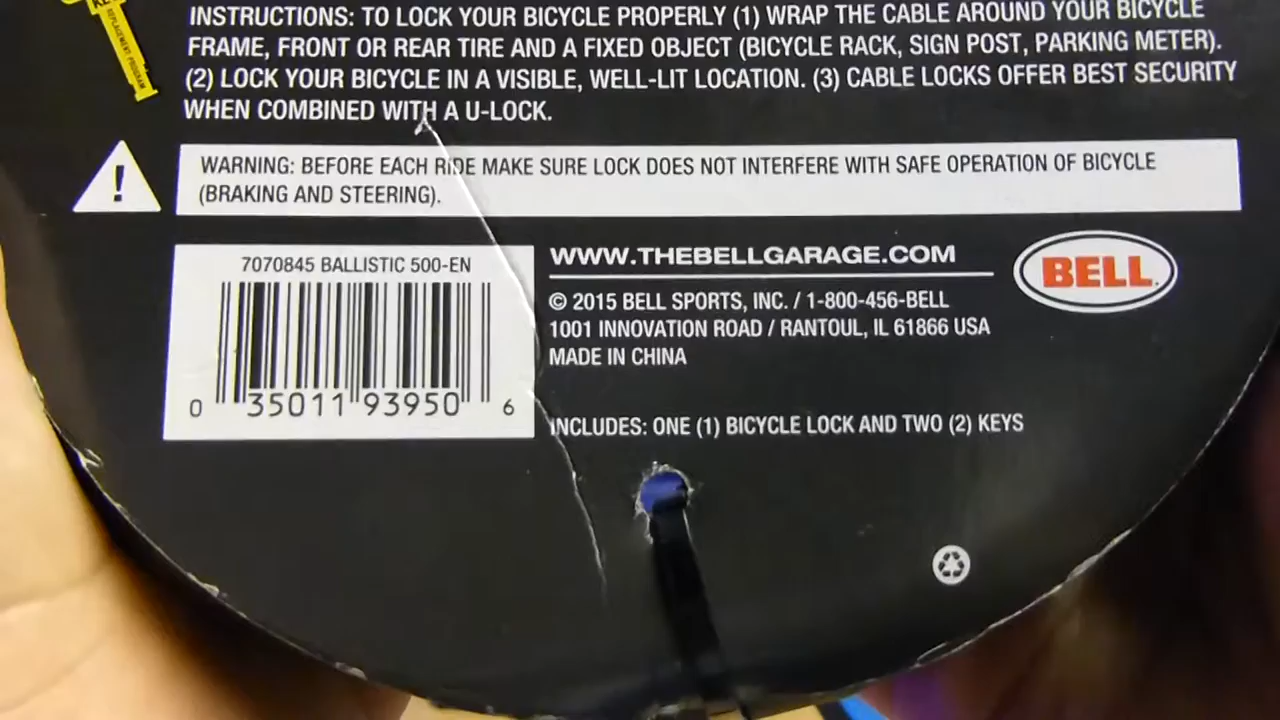 KEY
REPLACEMENT PROGRAM
INSTRUCTIONS: TO LOCK YOUR BICYCLE PROPERLY (1) WRAP THE CABLE AROUND YOUR BICYCLE
FRAME, FRONT OR REAR TIRE AND A FIXED OBJECT (BICYCLE RACK, SIGN POST, PARKING METER).
(2) LOCK YOUR BICYCLE IN A VISIBLE, WELL-LIT LOCATION. (3) CABLE LOCKS OFFER BEST SECURITY
WHEN COMBINED WITH A U-LOCK.
!
WARNING: BEFORE EACH RIDE MAKE SURE LOCK DOES NOT INTERFERE WITH SAFE OPERATION OF BICYCLE
(BRAKING AND STEERING).
7070845 BALLISTIC 500-EN
0 35011 93950 6
WWW.THEBELLGARAGE.COM
© 2015 BELL SPORTS, INC. / 1-800-456-BELL
1001 INNOVATION ROAD / RANTOUL, IL 61866 USA
MADE IN CHINA
BELL
INCLUDES: ONE (1) BICYCLE LOCK AND TWO (2) KEYS